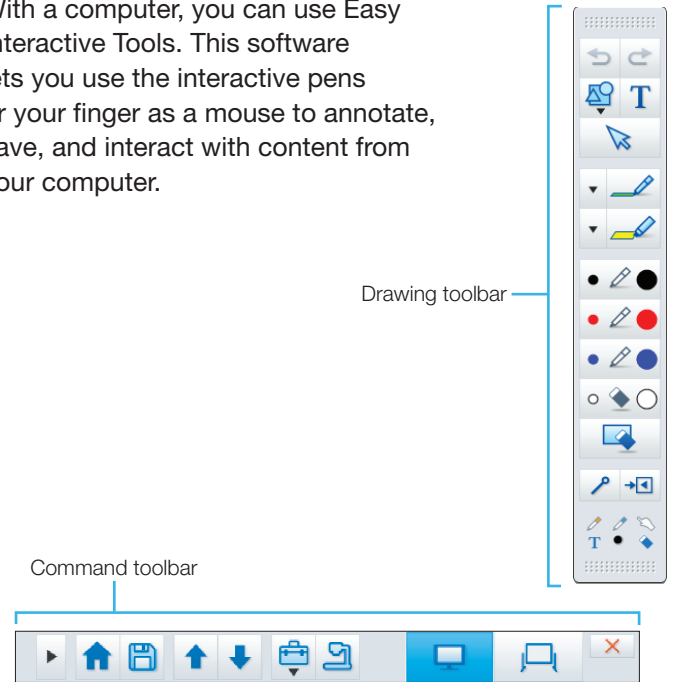 With a computer, you can use Easy
nteractive Tools. This software
ets you use the interactive pens
r your finger as a mouse to annotate,
ave, and interact with content from
our computer.
T
Drawing toolbar
T
Command toolbar